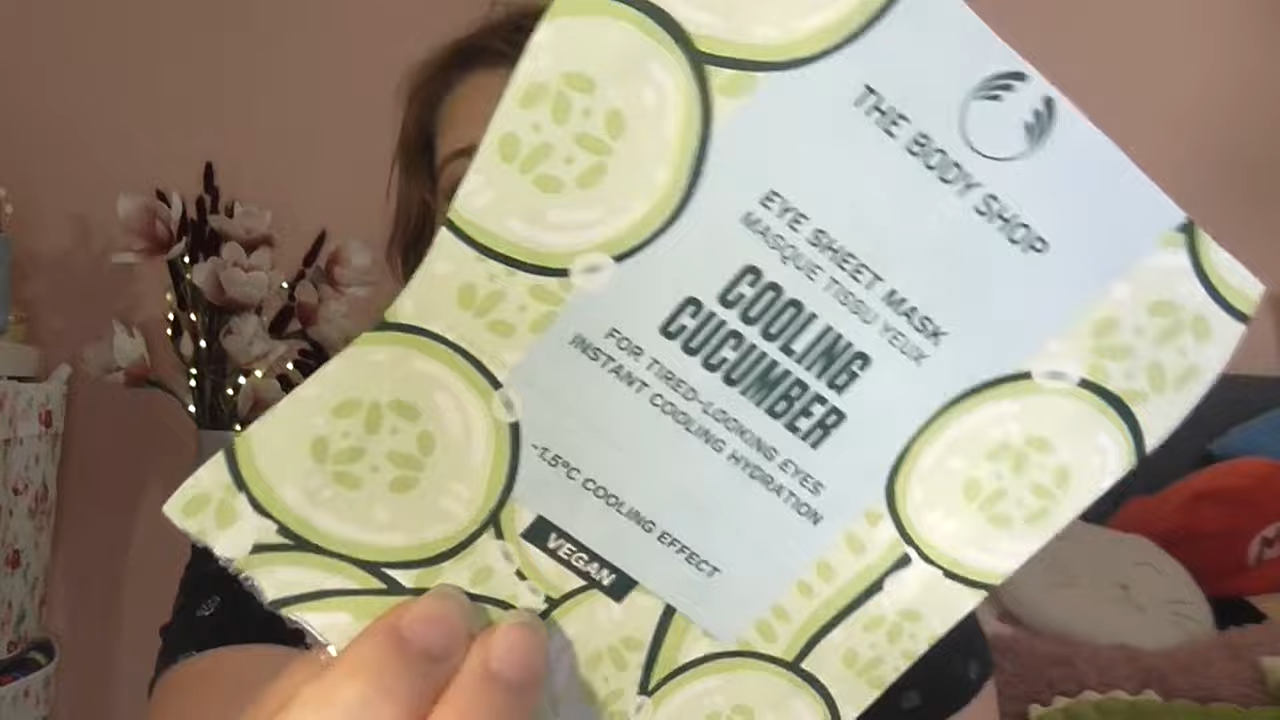 THE BODY SHOP
EYE SHEET MASK
MASQUE TISSU YEUX
COOLING
CUCUMBER
FOR TIRED-LOOKING EYES
INSTANT COOLING HYDRATION
-1.5°C COOLING EFFECT
VEGAN
M